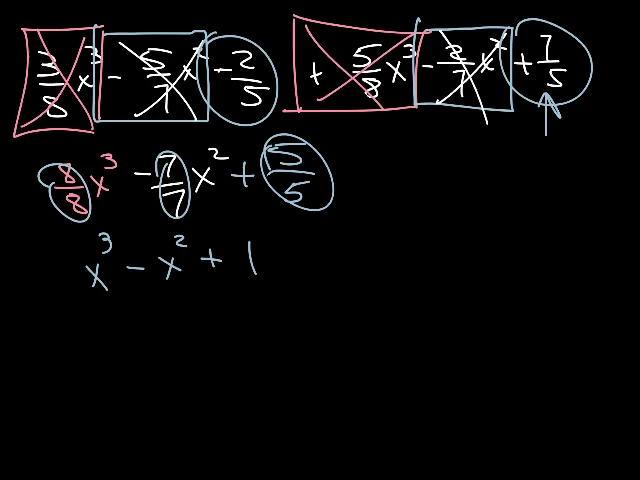 3/8 x³ - 5/7 x² - 2/5 + 5/8 x³ - 2/7 x² + 7/5
8/8 x³ - 7/7 x² + 5/5
x³ - x² + 1